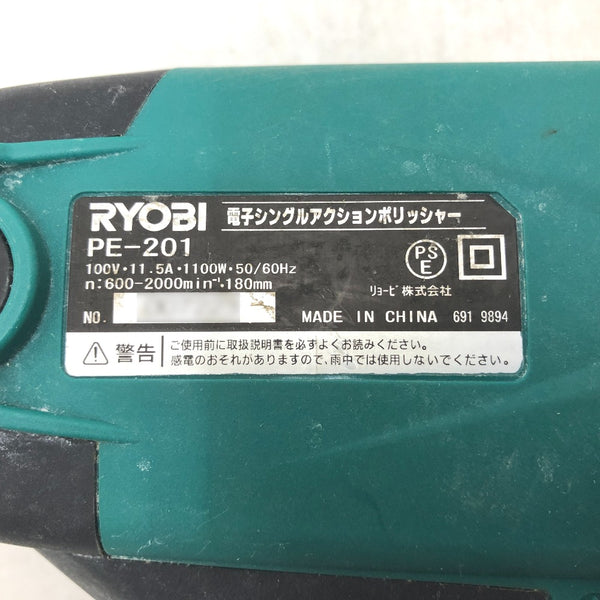 RYOBI 電子シングルアクションポリッシャー
PE-201
100V・11.5A・1100W・50/60Hz
n:600-2000min⁻¹・180mm
PS
E
リョービ株式会社
NO.
MADE IN CHINA 691 9894
警告
ご使用前に取扱説明書を必ずよくお読みください。
感電のおそれがありますので、雨中では使用しないでください。